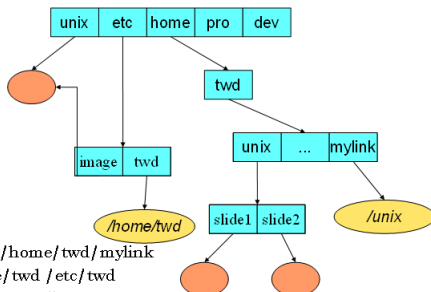 unix etc home pro dev
twd
unix ... mylink
image twd
/home/twd
/unix
slide1 slide2
/home/twd/mylink
e/twd /etc/twd